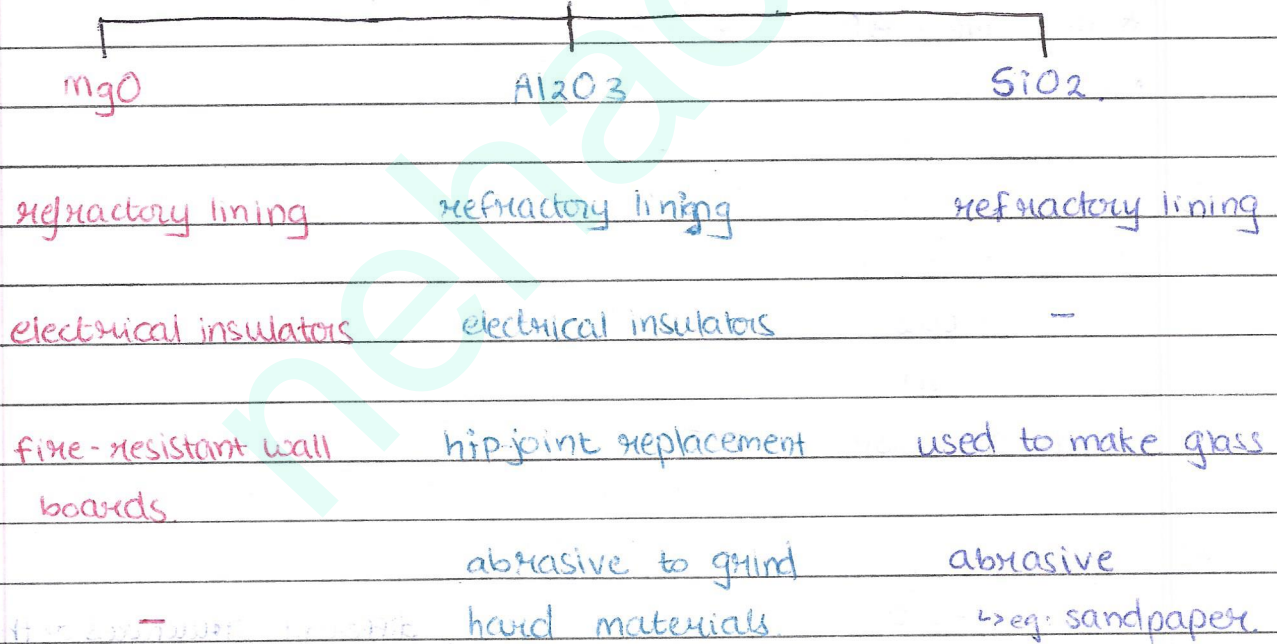 MgO Al2O3 SiO2.
refractory lining refractory lining refractory lining
electrical insulators electrical insulators -
fire-resistant wall hip-joint replacement used to make glass
boards.
abrasive to grind abrasive
- hard materials. ↳ eg: sandpaper.
neha